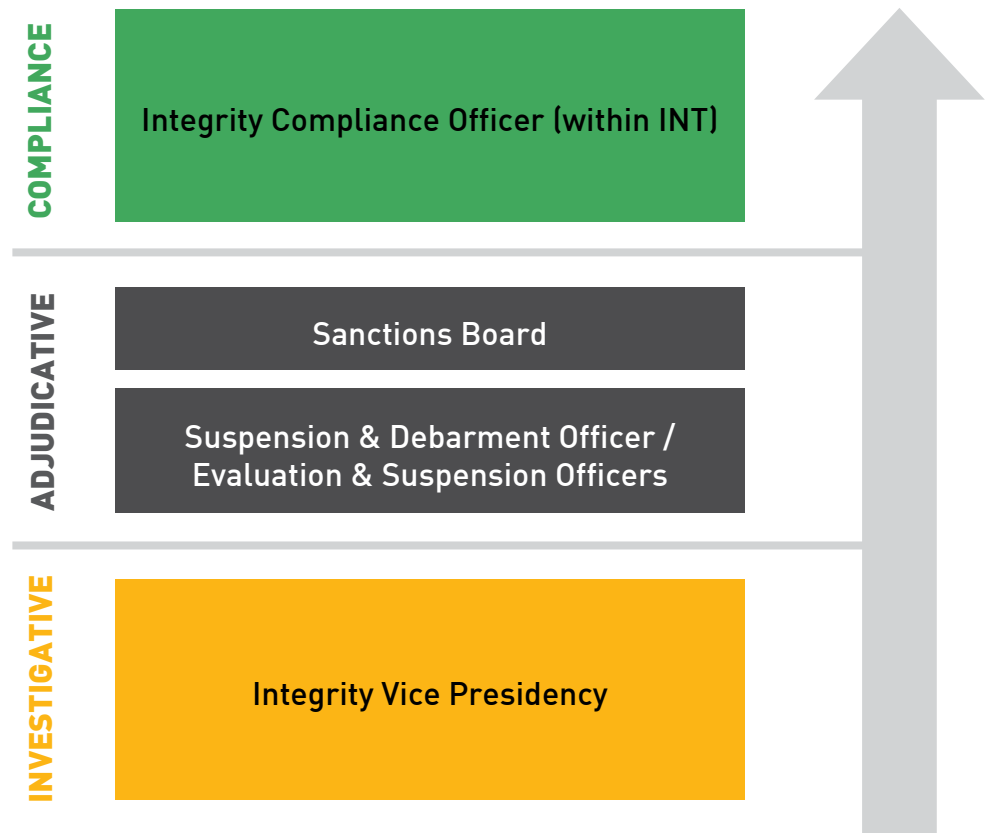 COMPLIANCE
Integrity Compliance Officer (within INT)
ADJUDICATIVE
Sanctions Board
Suspension & Debarment Officer /
Evaluation & Suspension Officers
INVESTIGATIVE
Integrity Vice Presidency